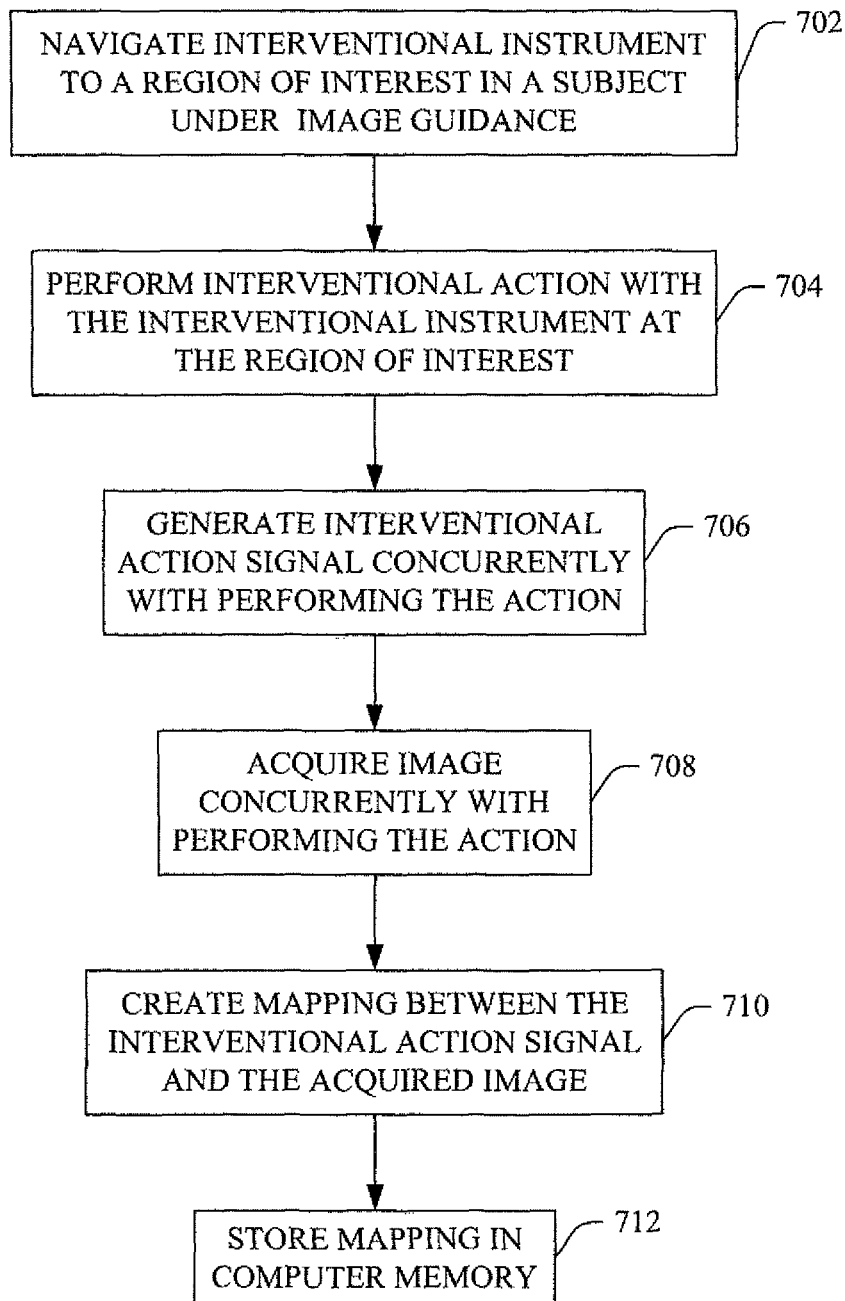 NAVIGATE INTERVENTIONAL INSTRUMENT
TO A REGION OF INTEREST IN A SUBJECT
UNDER IMAGE GUIDANCE
702
PERFORM INTERVENTIONAL ACTION WITH
THE INTERVENTIONAL INSTRUMENT AT
THE REGION OF INTEREST
704
GENERATE INTERVENTIONAL
ACTION SIGNAL CONCURRENTLY
WITH PERFORMING THE ACTION
706
ACQUIRE IMAGE
CONCURRENTLY WITH
PERFORMING THE ACTION
708
CREATE MAPPING BETWEEN THE
INTERVENTIONAL ACTION SIGNAL
AND THE ACQUIRED IMAGE
710
STORE MAPPING IN
COMPUTER MEMORY
712